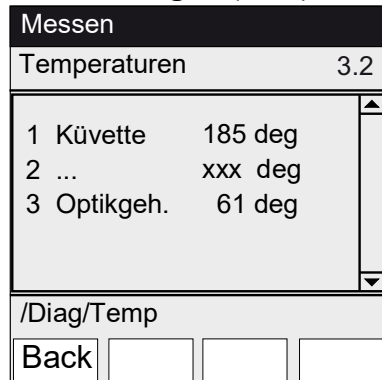 Messen
Temperaturen 3.2
1 Küvette 185 deg
2 ... xxx deg
3 Optikgeh. 61 deg
/Diag/Temp
Back